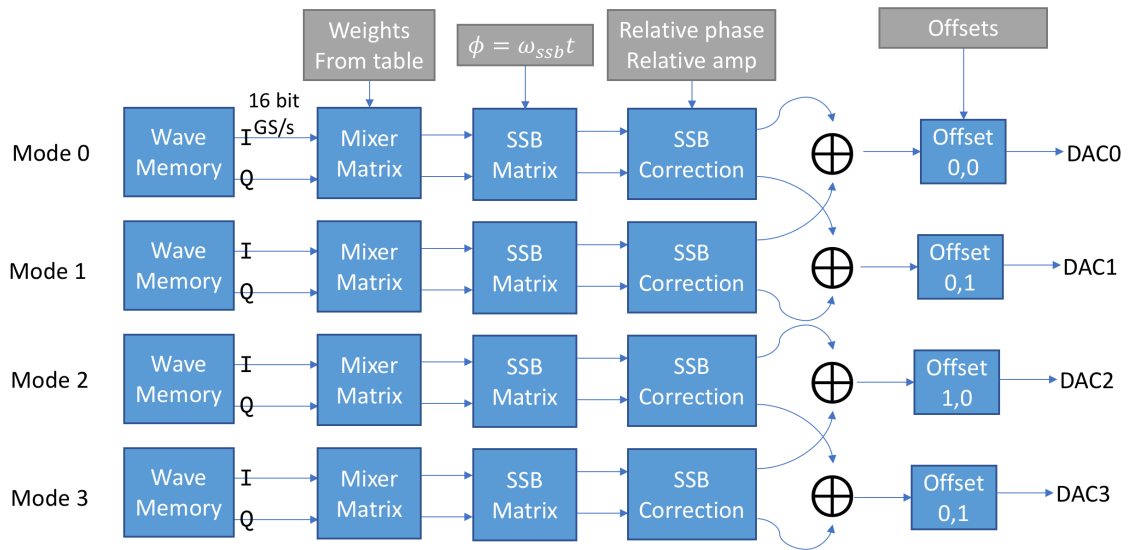 Weights
From table
ϕ = ω_ssb t
Relative phase
Relative amp
Offsets
16 bit
GS/s
Mode 0
Wave
Memory
I
Q
Mixer
Matrix
SSB
Matrix
SSB
Correction
Offset
0,0
DAC0
Mode 1
Wave
Memory
I
Q
Mixer
Matrix
SSB
Matrix
SSB
Correction
Offset
0,1
DAC1
Mode 2
Wave
Memory
I
Q
Mixer
Matrix
SSB
Matrix
SSB
Correction
Offset
1,0
DAC2
Mode 3
Wave
Memory
I
Q
Mixer
Matrix
SSB
Matrix
SSB
Correction
Offset
0,1
DAC3